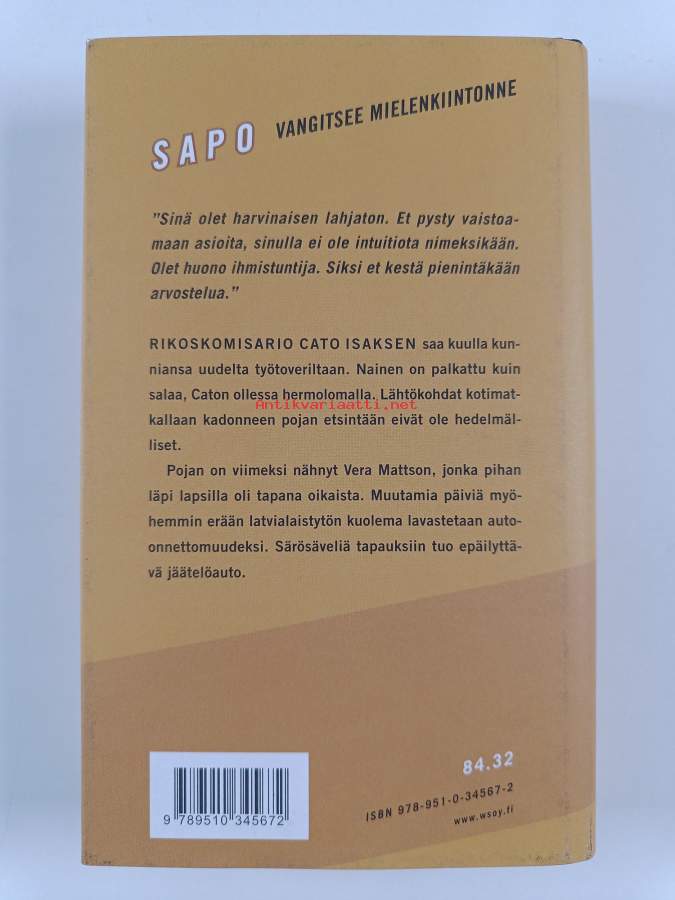 SAPO VANGITSEE MIELENKIINTONNE
"Sinä olet harvinaisen lahjaton. Et pysty vaistoa-
maan asioita, sinulla ei ole intuitiota nimeksikään.
Olet huono ihmistuntija. Siksi et kestä pienintäkään
arvostelua."
RIKOSKOMISARIO CATO ISAKSEN saa kuulla kun-
niansa uudelta työtoveriltaan. Nainen on palkattu kuin
salaa, Caton ollessa hermolomalla. Lähtökohdat kotimat-
Antikvariaatti.net
kallaan kadonneen pojan etsintään eivät ole hedelmäl-
liset.
Pojan on viimeksi nähnyt Vera Mattson, jonka pihan
läpi lapsilla oli tapana oikaista. Muutamia päiviä myö-
hemmin erään latvialaistytön kuolema lavastetaan auto-
onnettomuudeksi. Särösäveliä tapauksiin tuo epäilyttä-
vä jäätelöauto.
84.32
ISBN 978-951-0-34567-2
www.wsoy.fi
9 789510 345672